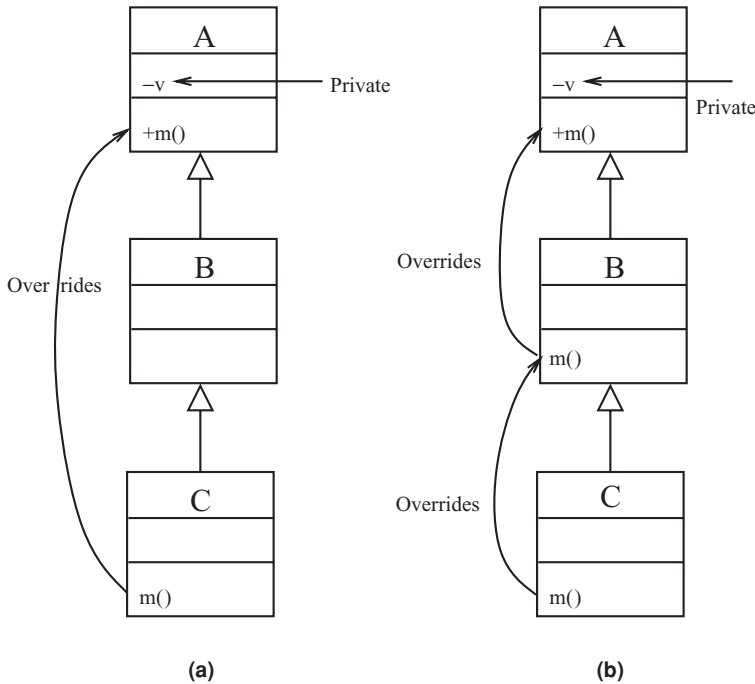 A
–v
Private
+m()
Over rides
B
C
m()
(a)
A
–v
Private
+m()
Overrides
B
m()
Overrides
C
m()
(b)